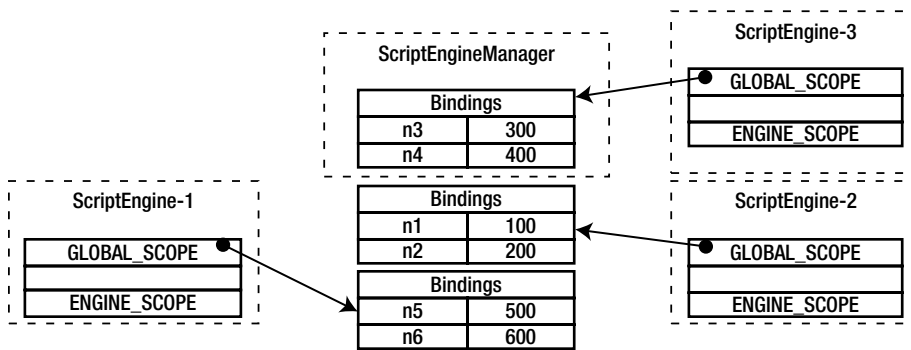 ScriptEngineManager
Bindings
n3 300
n4 400
ScriptEngine-3
GLOBAL_SCOPE
ENGINE_SCOPE
ScriptEngine-1
GLOBAL_SCOPE
ENGINE_SCOPE
Bindings
n1 100
n2 200
Bindings
n5 500
n6 600
ScriptEngine-2
GLOBAL_SCOPE
ENGINE_SCOPE